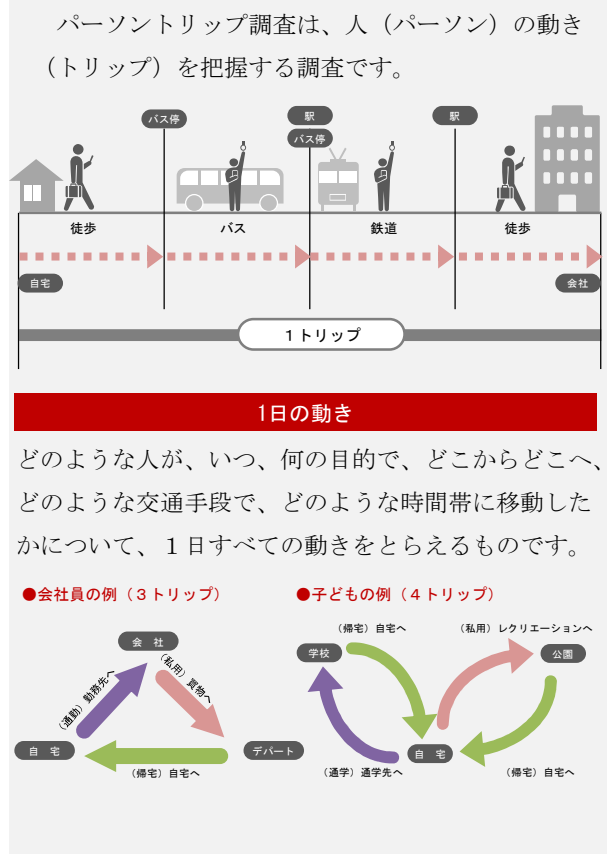 パーソントリップ調査は、人（パーソン）の動き
（トリップ）を把握する調査です。
バス停
駅
バス停
駅
徒歩
バス
鉄道
徒歩
自宅
会社
１トリップ
1日の動き
どのような人が、いつ、何の目的で、どこからどこへ、
どのような交通手段で、どのような時間帯に移動した
かについて、１日すべての動きをとらえるものです。
●会社員の例（３トリップ）
会　社
（通勤）勤務先へ
（私用）買物へ
自　宅
デパート
（帰宅）自宅へ
●子どもの例（４トリップ）
（帰宅）自宅へ
（私用）レクリエーションへ
学校
公園
自　宅
（通学）通学先へ
（帰宅）自宅へ